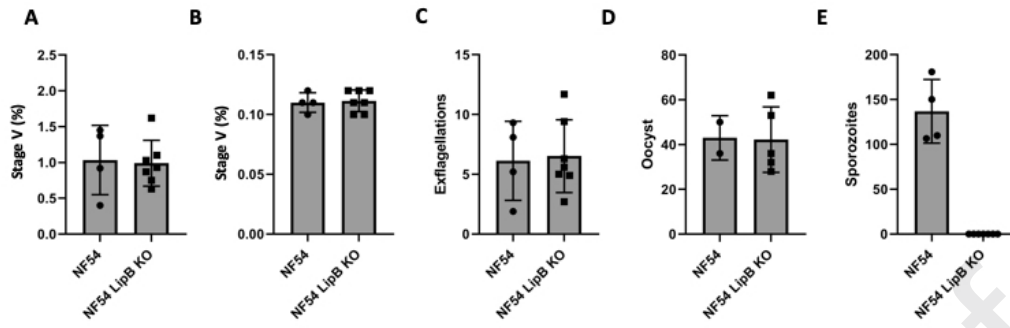 A
Stage V (%)
2.5
2.0
1.5
1.0
0.5
0.0
NF54
NF54 LipB KO
B
Stage V (%)
0.15
0.10
0.05
0.00
NF54
NF54 LipB KO
C
Exflagellations
15
10
5
0
NF54
NF54 LipB KO
D
Oocyst
80
60
40
20
0
NF54
NF54 LipB KO
E
Sporozoites
200
150
100
50
0
NF54
NF54 LipB KO